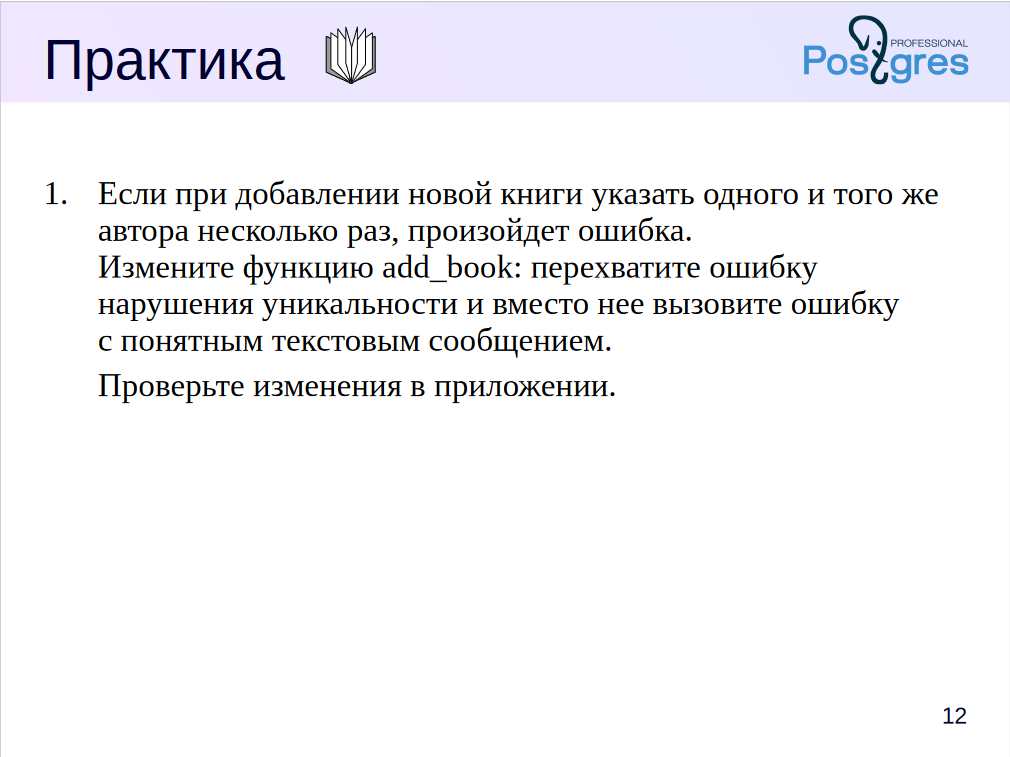 Практика
PROFESSIONAL
Postgres
1. Если при добавлении новой книги указать одного и того же
автора несколько раз, произойдет ошибка.
Измените функцию add_book: перехватите ошибку
нарушения уникальности и вместо нее вызовите ошибку
с понятным текстовым сообщением.
Проверьте изменения в приложении.
12